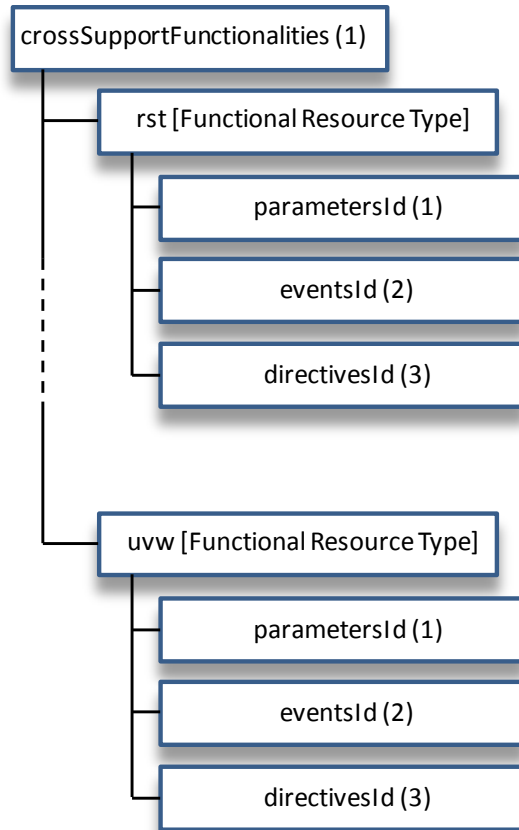 crossSupportFunctionalities (1)
rst [Functional Resource Type]
parametersId (1)
eventsId (2)
directivesId (3)
uvw [Functional Resource Type]
parametersId (1)
eventsId (2)
directivesId (3)